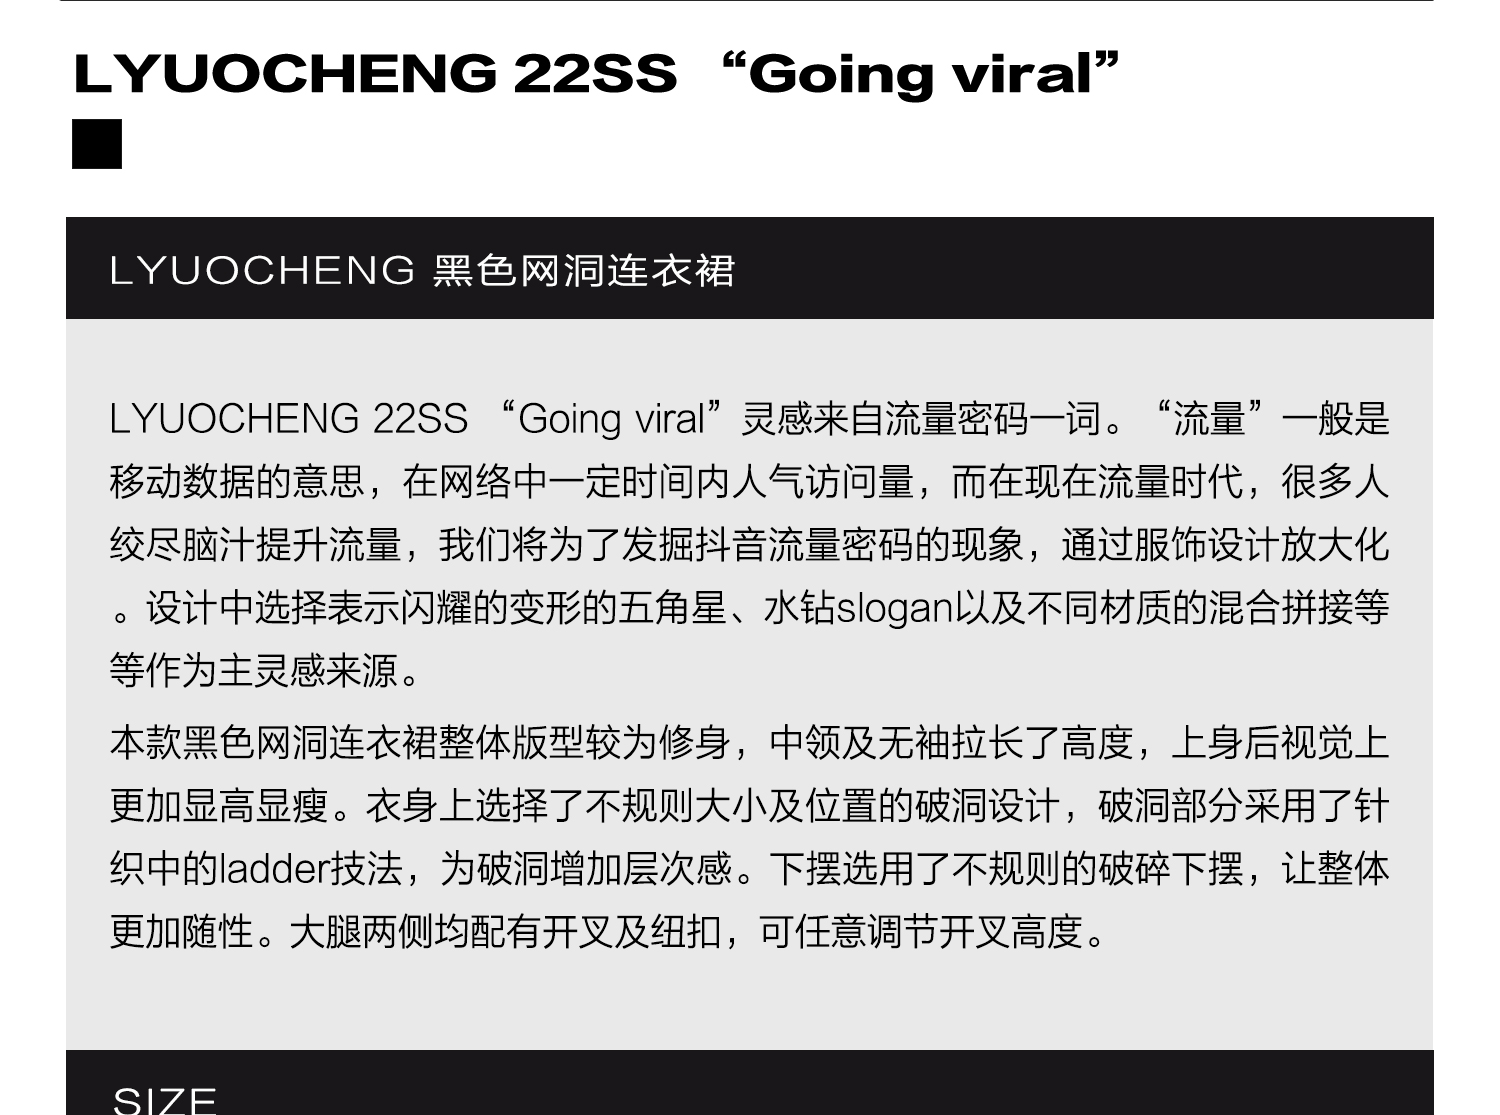 LYUOCHENG 22SS “Going viral”
LYUOCHENG 黑色网洞连衣裙
LYUOCHENG 22SS “Going viral”灵感来自流量密码一词。“流量”一般是
移动数据的意思，在网络中一定时间内人气访问量，而在现在流量时代，很多人
绞尽脑汁提升流量，我们将为了发掘抖音流量密码的现象，通过服饰设计放大化
。设计中选择表示闪耀的变形的五角星、水钻slogan以及不同材质的混合拼接等
等作为主灵感来源。
本款黑色网洞连衣裙整体版型较为修身，中领及无袖拉长了高度，上身后视觉上
更加显高显瘦。衣身上选择了不规则大小及位置的破洞设计，破洞部分采用了针
织中的ladder技法，为破洞增加层次感。下摆选用了不规则的破碎下摆，让整体
更加随性。大腿两侧均配有开叉及纽扣，可任意调节开叉高度。
SIZE